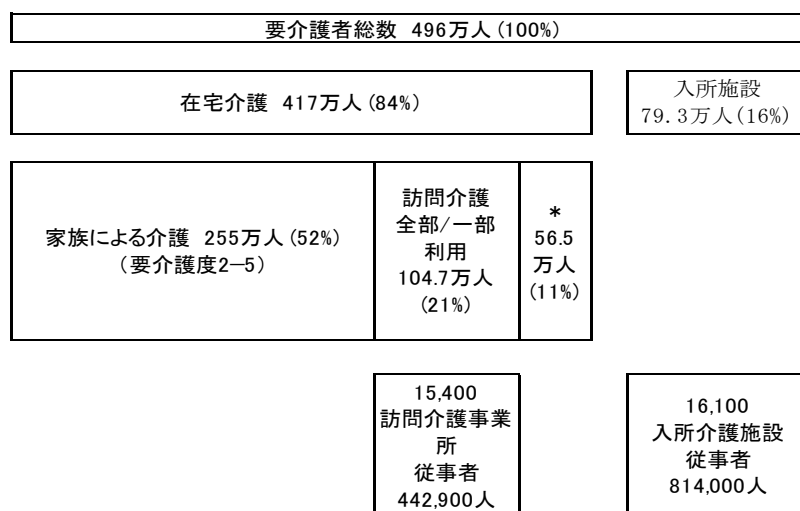 要介護者総数 496万人(100%)
在宅介護 417万人(84%)
入所施設
79.3万人(16%)
家族による介護 255万人(52%)
(要介護度2−5)
訪問介護
全部/一部
利用
104.7万人
(21%)
*
56.5
万人
(11%)
15,400
訪問介護事業
所
従事者
442,900人
16,100
入所介護施設
従事者
814,000人